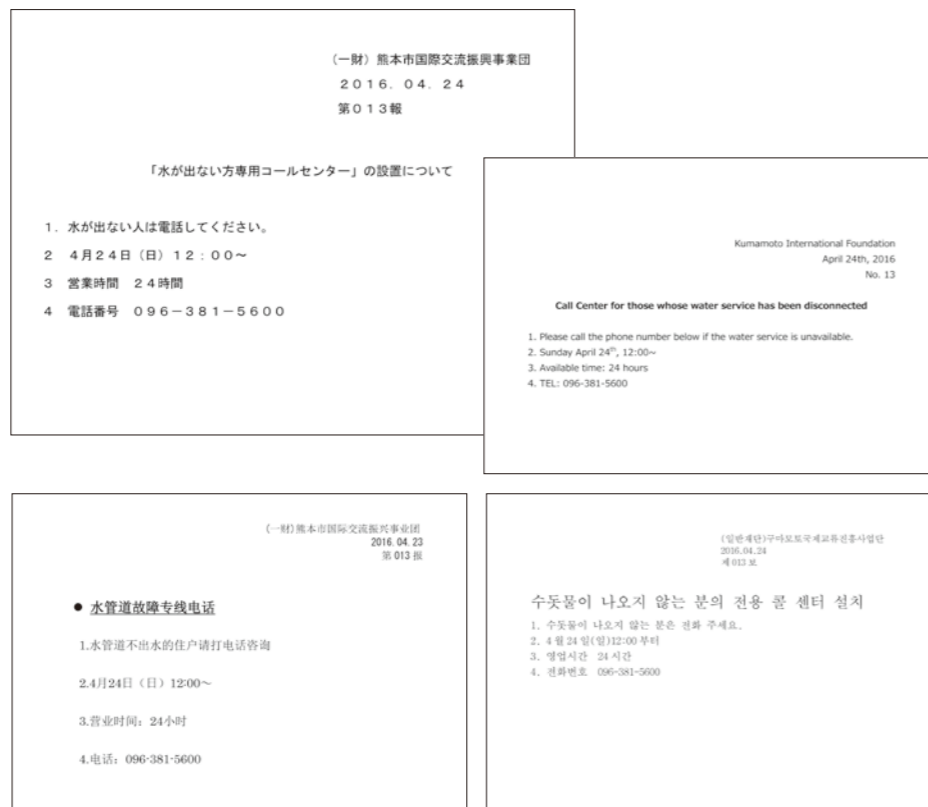 （一財）熊本市国際交流振興事業団
２０１６．０４．２４
第０１３報
「水が出ない方専用コールセンター」の設置について
１．水が出ない人は電話してください。
２　４月２４日（日）１２：００～
３　営業時間　２４時間
４　電話番号　０９６－３８１－５６００
Kumamoto International Foundation
April 24th, 2016
No. 13
Call Center for those whose water service has been disconnected
1. Please call the phone number below if the water service is unavailable.
2. Sunday April 24th, 12:00~
3. Available time: 24 hours
4. TEL: 096-381-5600
(一财)熊本市国际交流振兴事业团
2016.04.23
第 013 报
● 水管道故障专线电话
1.水管道不出水的住户请打电话咨询
2.4月24日（日）12:00～
3.营业时间：24小时
4.电话：096-381-5600
(일반재단)구마모토국제교류진흥사업단
2016.04.24
제 013 보
수돗물이 나오지 않는 분의 전용 콜 센터 설치
1. 수돗물이 나오지 않는 분은 전화 주세요.
2. 4 월 24 일(일)12:00 부터
3. 영업시간 24 시간
4. 전화번호 096-381-5600